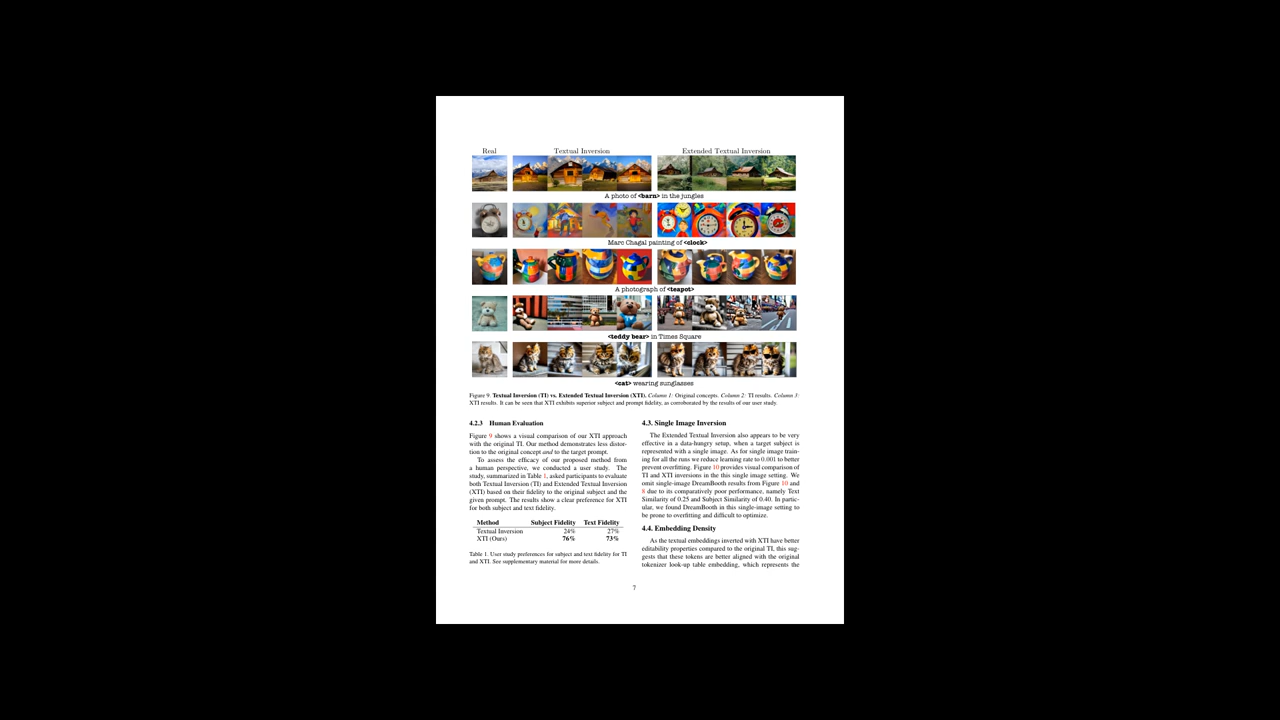 Real Textual Inversion Extended Textual Inversion
A photo of <barn> in the jungles
Marc Chagal painting of <clock>
A photograph of <teapot>
<teddy bear> in Times Square
<cat> wearing sunglasses
Figure 9. Textual Inversion (TI) vs. Extended Textual Inversion (XTI). Column 1: Original concepts. Column 2: TI results. Column 3:
XTI results. It can be seen that XTI exhibits superior subject and prompt fidelity, as corroborated by the results of our user study.
4.2.3 Human Evaluation
Figure 9 shows a visual comparison of our XTI approach
with the original TI. Our method demonstrates less distor-
tion to the original concept and to the target prompt.
To assess the efficacy of our proposed method from
a human perspective, we conducted a user study. The
study, summarized in Table 1, asked participants to evaluate
both Textual Inversion (TI) and Extended Textual Inversion
(XTI) based on their fidelity to the original subject and the
given prompt. The results show a clear preference for XTI
for both subject and text fidelity.
Method Subject Fidelity Text Fidelity
Textual Inversion 24% 27%
XTI (Ours) 76% 73%
Table 1. User study preferences for subject and text fidelity for TI
and XTI. See supplementary material for more details.
4.3. Single Image Inversion
The Extended Textual Inversion also appears to be very
effective in a data-hungry setup, when a target subject is
represented with a single image. As for single image train-
ing for all the runs we reduce learning rate to 0.001 to better
prevent overfitting. Figure 10 provides visual comparison of
TI and XTI inversions in the this single image setting. We
omit single-image DreamBooth results from Figure 10 and
8 due to its comparatively poor performance, namely Text
Similarity of 0.25 and Subject Similarity of 0.40. In partic-
ular, we found DreamBooth in this single-image setting to
be prone to overfitting and difficult to optimize.
4.4. Embedding Density
As the textual embeddings inverted with XTI have better
editability properties compared to the original TI, this sug-
gests that these tokens are better aligned with the original
tokenizer look-up table embedding, which represents the
7